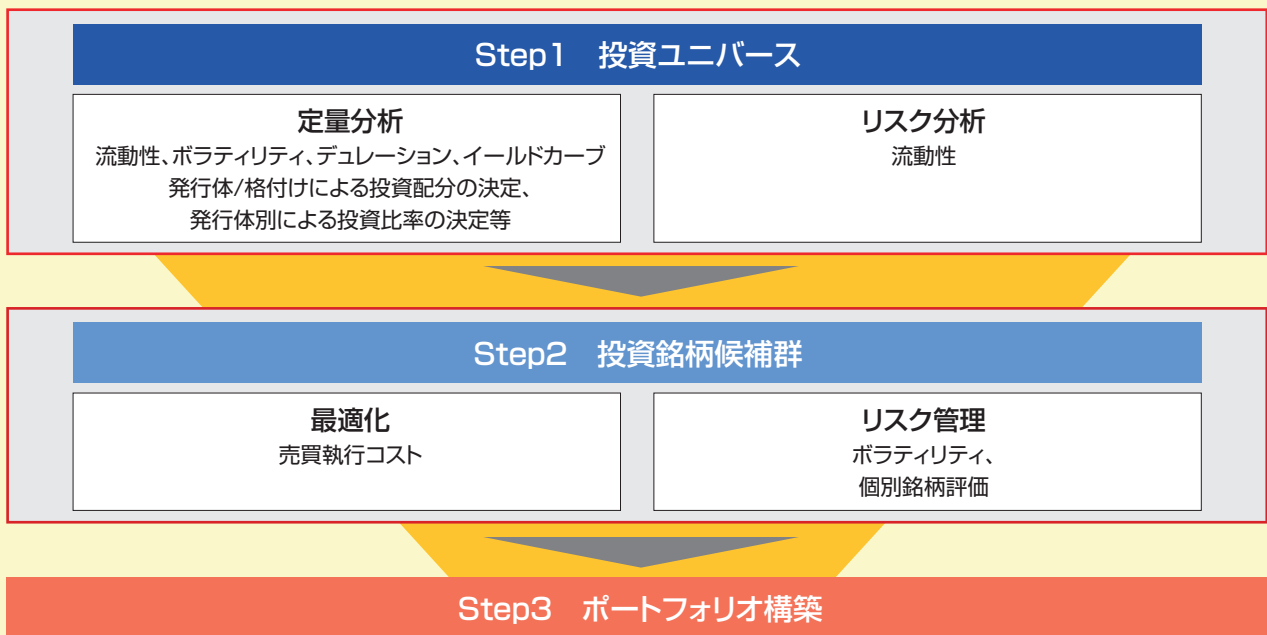 Step1 投資ユニバース
定量分析
流動性、ボラティリティ、デュレーション、イールドカーブ
発行体/格付けによる投資配分の決定、
発行体別による投資比率の決定等
リスク分析
流動性
Step2 投資銘柄候補群
最適化
売買執行コスト
リスク管理
ボラティリティ、
個別銘柄評価
Step3 ポートフォリオ構築